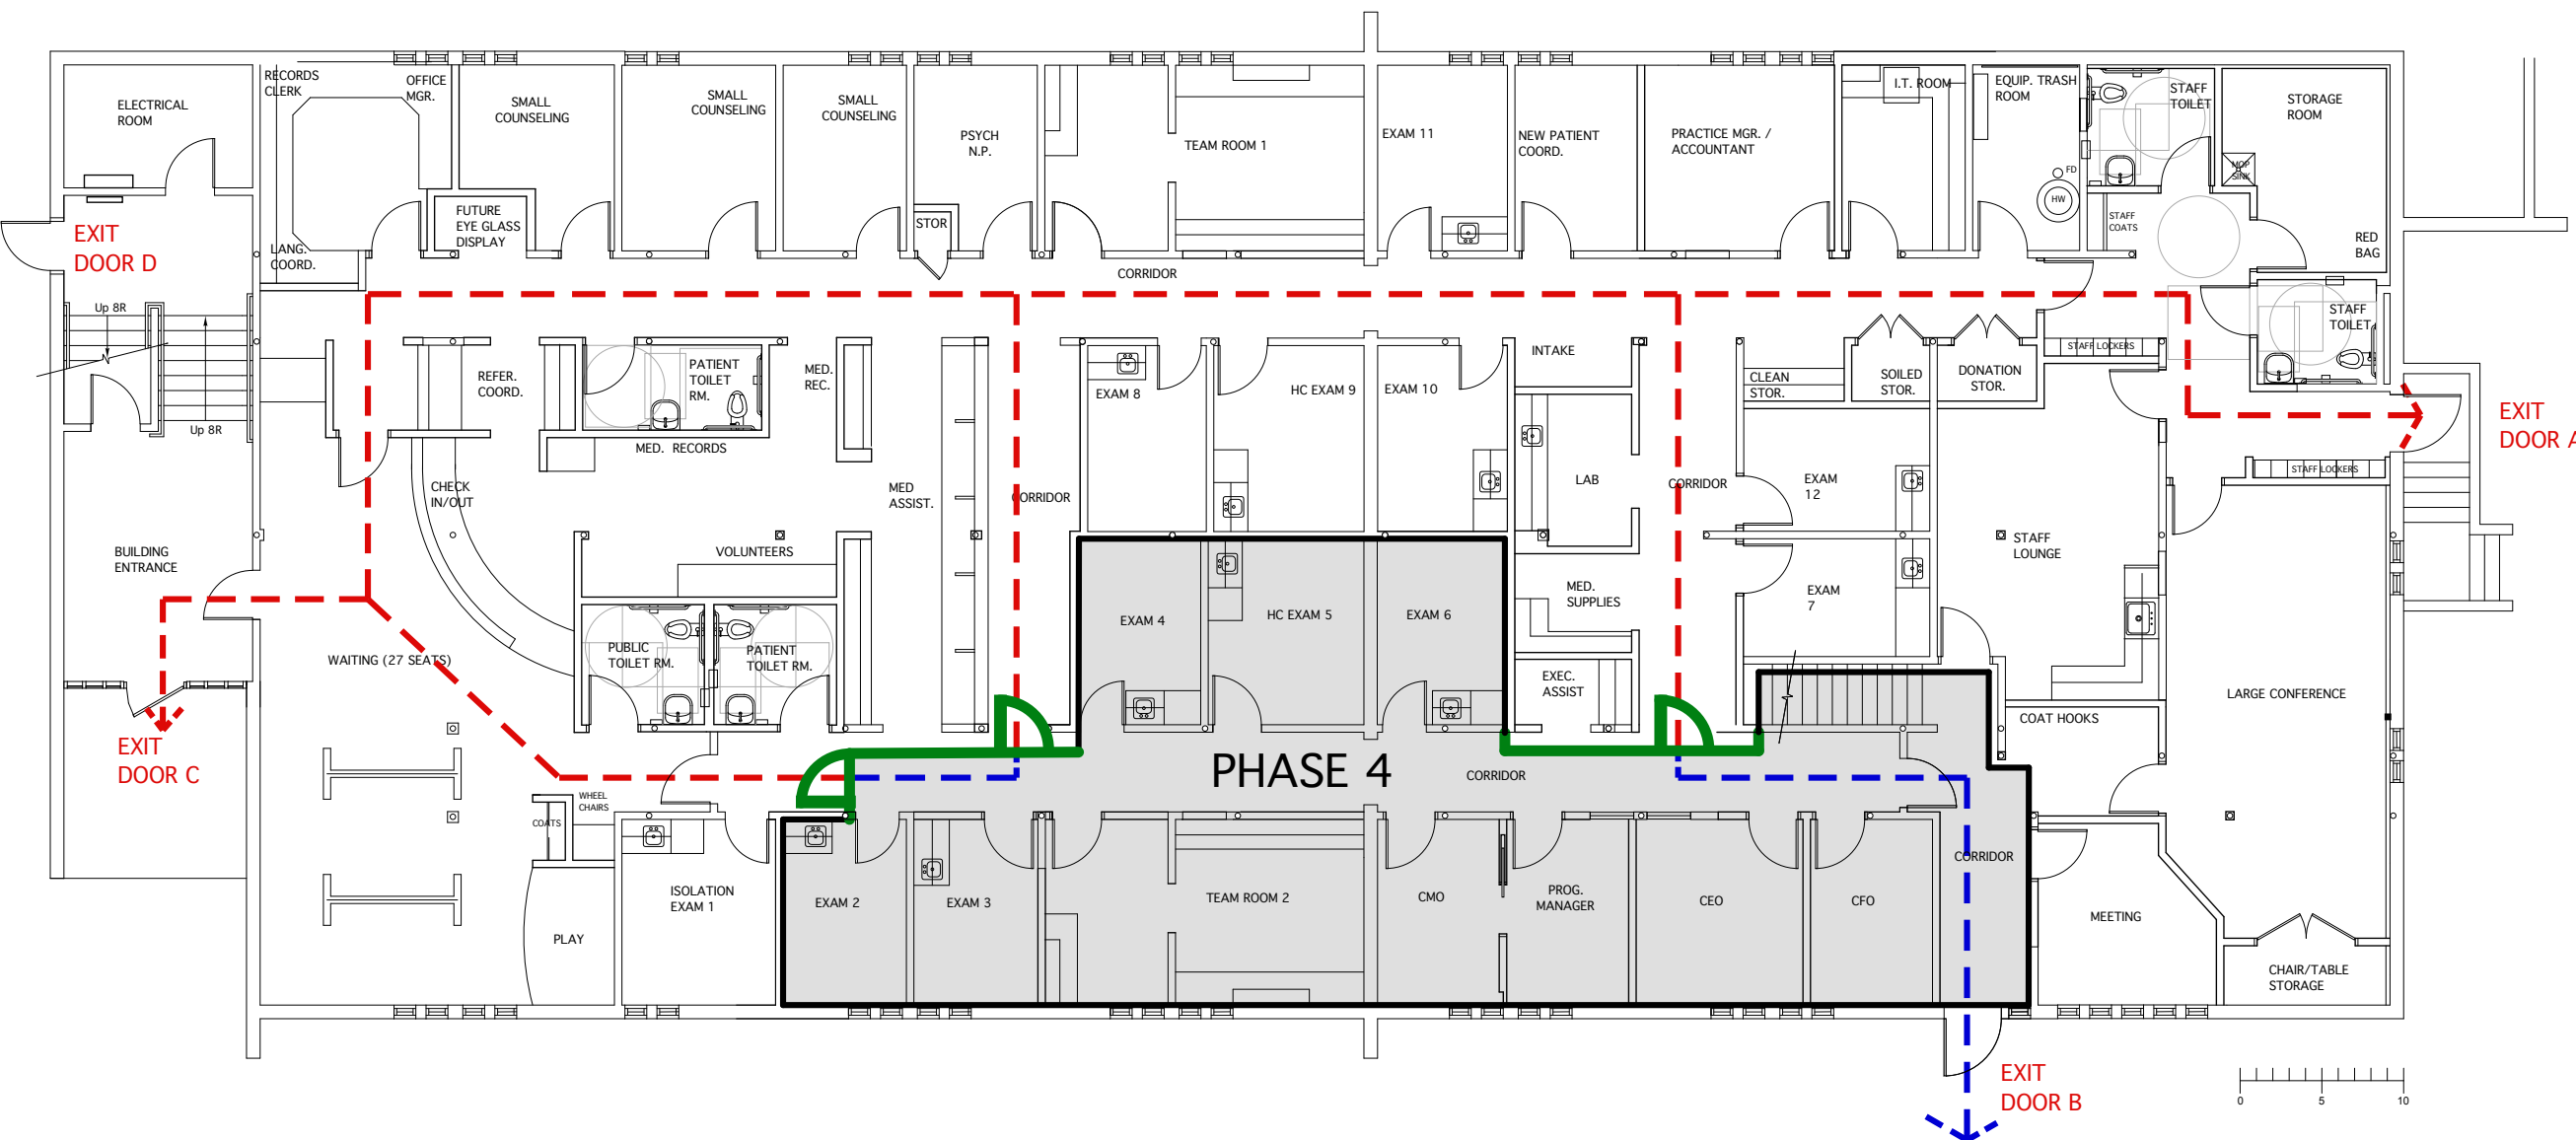 RECORDS
CLERK
OFFICE
MGR.
ELECTRICAL
ROOM
SMALL
COUNSELING
SMALL
COUNSELING
SMALL
COUNSELING
PSYCH
N.P.
TEAM ROOM 1
EXAM 11
NEW PATIENT
COORD.
PRACTICE MGR. /
ACCOUNTANT
I.T. ROOM
EQUIP. TRASH
ROOM
STAFF
TOILET
STORAGE
ROOM
MOP
SINK
FD
HW
STAFF
COATS
RED
BAG
EXIT
DOOR D
LANG.
COORD.
FUTURE
EYE GLASS
DISPLAY
STOR
CORRIDOR
STAFF
TOILET
Up 8R
Up 8R
REFER.
COORD.
PATIENT
TOILET
RM.
MED.
REC.
EXAM 8
HC EXAM 9
EXAM 10
INTAKE
CLEAN
STOR.
SOILED
STOR.
DONATION
STOR.
STAFF LOCKERS
EXIT
DOOR A
STAFF LOCKERS
MED. RECORDS
CHECK
IN/OUT
MED
ASSIST.
CORRIDOR
LAB
CORRIDOR
EXAM
12
BUILDING
ENTRANCE
VOLUNTEERS
STAFF
LOUNGE
MED.
SUPPLIES
EXAM
7
EXAM 4
HC EXAM 5
EXAM 6
WAITING (27 SEATS)
PUBLIC
TOILET RM.
PATIENT
TOILET RM.
EXEC.
ASSIST
LARGE CONFERENCE
COAT HOOKS
EXIT
DOOR C
PHASE 4
CORRIDOR
WHEEL
CHAIRS
COATS
CORRIDOR
ISOLATION
EXAM 1
EXAM 2
EXAM 3
TEAM ROOM 2
CMO
PROG.
MANAGER
CEO
CFO
MEETING
PLAY
CHAIR/TABLE
STORAGE
EXIT
DOOR B
0 5 10